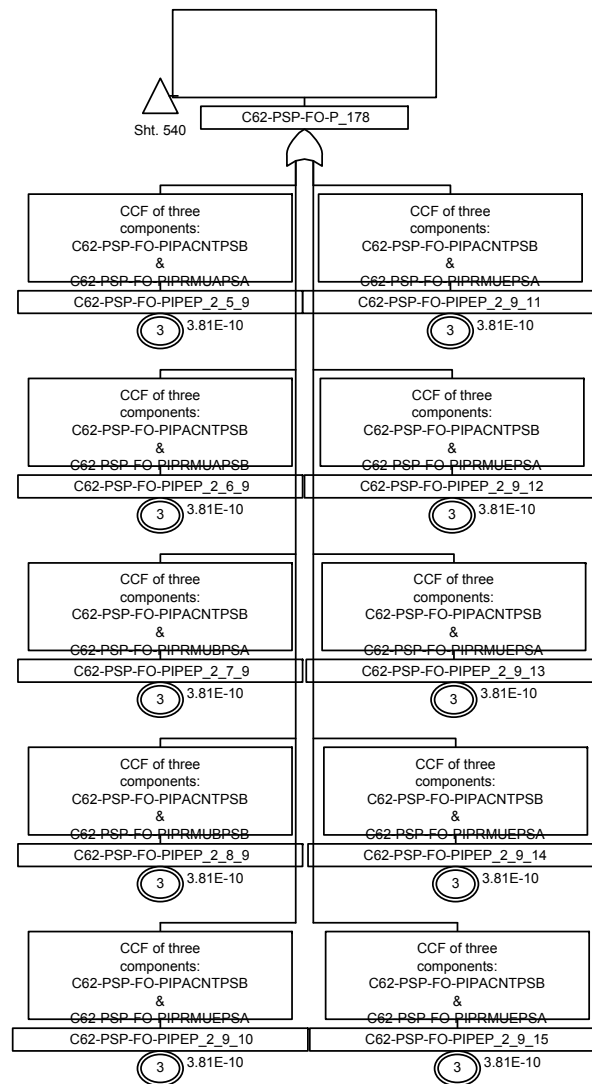 C62-PSP-FO-P_178
Sht. 540
CCF of three
components:
C62-PSP-FO-PIPACNTPSB
&
C62-PSP-FO-PIPRMUAPSA
C62-PSP-FO-PIPEP_2_5_9
3
3.81E-10
CCF of three
components:
C62-PSP-FO-PIPACNTPSB
&
C62-PSP-FO-PIPRMUEPSA
C62-PSP-FO-PIPEP_2_9_11
3
3.81E-10
CCF of three
components:
C62-PSP-FO-PIPACNTPSB
&
C62-PSP-FO-PIPRMUAPSB
C62-PSP-FO-PIPEP_2_6_9
3
3.81E-10
CCF of three
components:
C62-PSP-FO-PIPACNTPSB
&
C62-PSP-FO-PIPRMUEPSA
C62-PSP-FO-PIPEP_2_9_12
3
3.81E-10
CCF of three
components:
C62-PSP-FO-PIPACNTPSB
&
C62-PSP-FO-PIPRMUBPSA
C62-PSP-FO-PIPEP_2_7_9
3
3.81E-10
CCF of three
components:
C62-PSP-FO-PIPACNTPSB
&
C62-PSP-FO-PIPRMUEPSA
C62-PSP-FO-PIPEP_2_9_13
3
3.81E-10
CCF of three
components:
C62-PSP-FO-PIPACNTPSB
&
C62-PSP-FO-PIPRMUBPSB
C62-PSP-FO-PIPEP_2_8_9
3
3.81E-10
CCF of three
components:
C62-PSP-FO-PIPACNTPSB
&
C62-PSP-FO-PIPRMUEPSA
C62-PSP-FO-PIPEP_2_9_14
3
3.81E-10
CCF of three
components:
C62-PSP-FO-PIPACNTPSB
&
C62-PSP-FO-PIPRMUEPSA
C62-PSP-FO-PIPEP_2_9_10
3
3.81E-10
CCF of three
components:
C62-PSP-FO-PIPACNTPSB
&
C62-PSP-FO-PIPRMUEPSA
C62-PSP-FO-PIPEP_2_9_15
3
3.81E-10